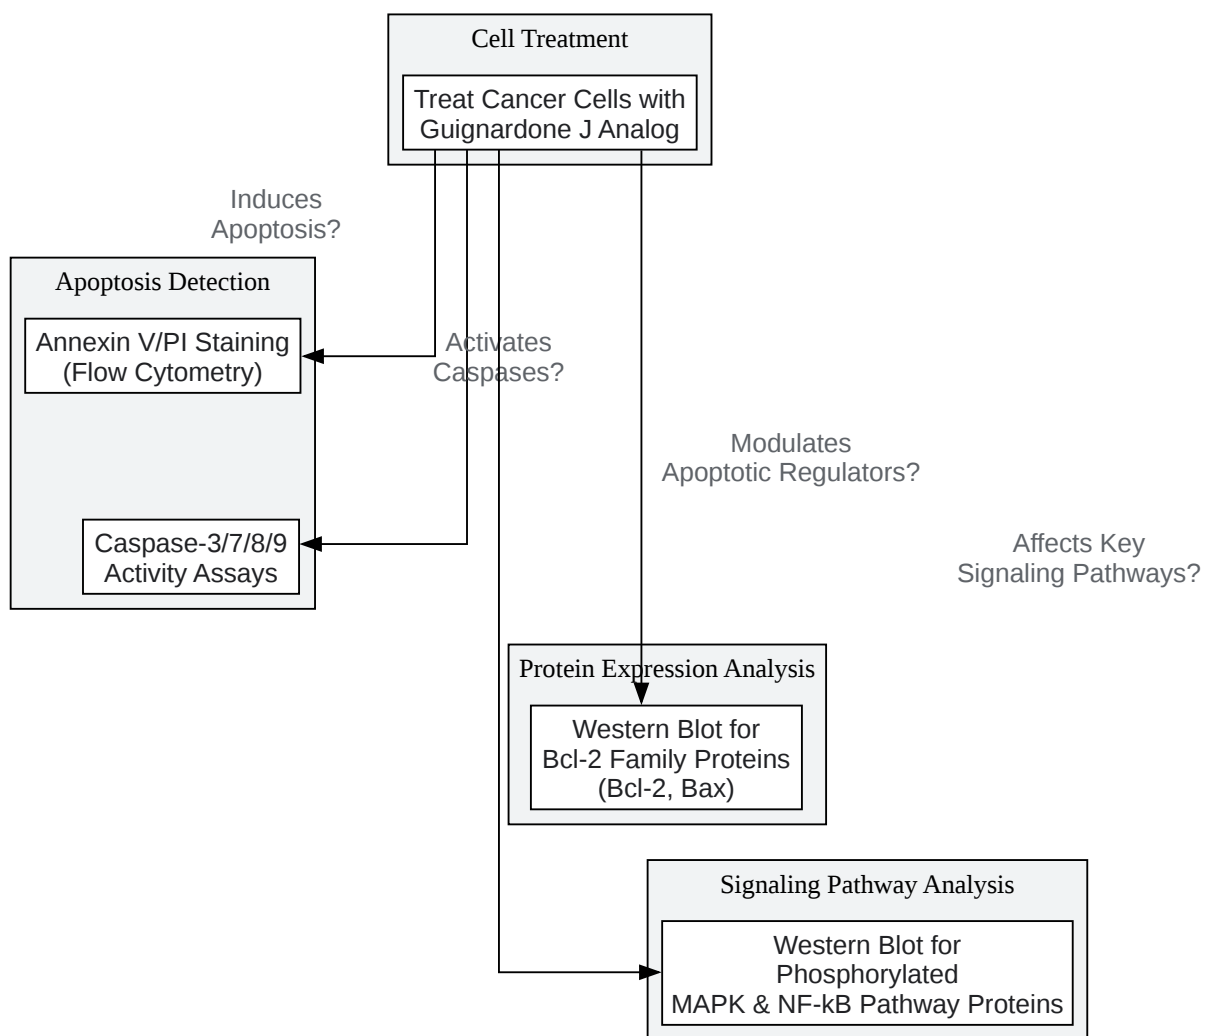 Cell Treatment
Treat Cancer Cells with
Guignardone J Analog
Induces
Apoptosis?
Apoptosis Detection
Annexin V/PI Staining
(Flow Cytometry)
Activates
Caspases?
Modulates
Apoptotic Regulators?
Caspase-3/7/8/9
Activity Assays
Affects Key
Signaling Pathways?
Protein Expression Analysis
Western Blot for
Bcl-2 Family Proteins
(Bcl-2, Bax)
Signaling Pathway Analysis
Western Blot for
Phosphorylated
MAPK & NF-kB Pathway Proteins